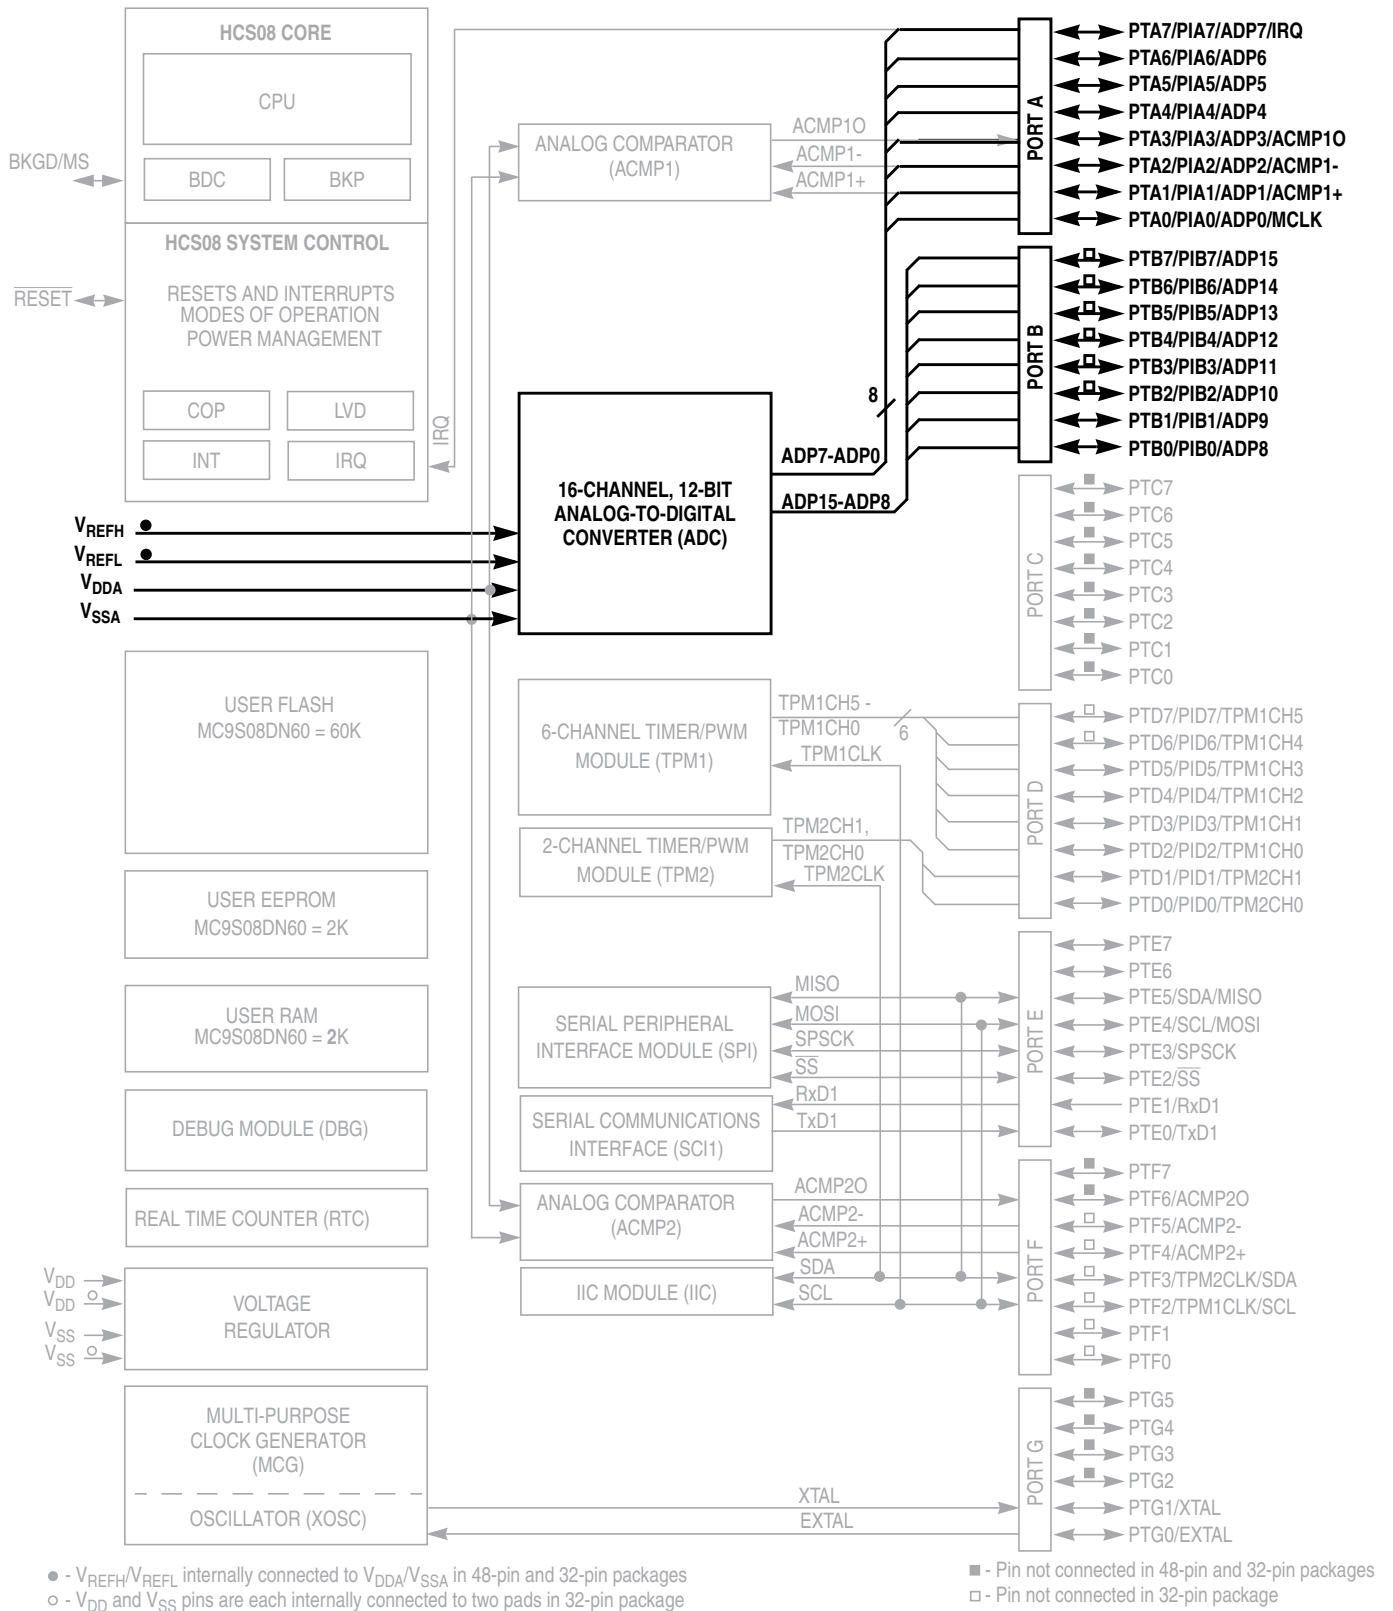 HCS08 CORE
CPU
BDC
BKP
BKGD/MS
HCS08 SYSTEM CONTROL
RESETS AND INTERRUPTS
MODES OF OPERATION
POWER MANAGEMENT
RESET
COP
LVD
INT
IRQ
IRQ
VREFH
VREFL
VDDA
VSSA
USER FLASH
MC9S08DN60 = 60K
USER EEPROM
MC9S08DN60 = 2K
USER RAM
MC9S08DN60 = 2K
DEBUG MODULE (DBG)
REAL TIME COUNTER (RTC)
VDD
VDD
VSS
VSS
VOLTAGE
REGULATOR
MULTI-PURPOSE
CLOCK GENERATOR
(MCG)
OSCILLATOR (XOSC)
ANALOG COMPARATOR
(ACMP1)
ACMP1O
ACMP1-
ACMP1+
16-CHANNEL, 12-BIT
ANALOG-TO-DIGITAL
CONVERTER (ADC)
8
ADP7-ADP0
ADP15-ADP8
6-CHANNEL TIMER/PWM
MODULE (TPM1)
TPM1CH5 -
TPM1CH0
6
TPM1CLK
2-CHANNEL TIMER/PWM
MODULE (TPM2)
TPM2CH1,
TPM2CH0
TPM2CLK
SERIAL PERIPHERAL
INTERFACE MODULE (SPI)
MISO
MOSI
SPSCK
SS
SERIAL COMMUNICATIONS
INTERFACE (SCI1)
RxD1
TxD1
ANALOG COMPARATOR
(ACMP2)
ACMP2O
ACMP2-
ACMP2+
IIC MODULE (IIC)
SDA
SCL
XTAL
EXTAL
PORT A
PTA7/PIA7/ADP7/IRQ
PTA6/PIA6/ADP6
PTA5/PIA5/ADP5
PTA4/PIA4/ADP4
PTA3/PIA3/ADP3/ACMP1O
PTA2/PIA2/ADP2/ACMP1-
PTA1/PIA1/ADP1/ACMP1+
PTA0/PIA0/ADP0/MCLK
PORT B
PTB7/PIB7/ADP15
PTB6/PIB6/ADP14
PTB5/PIB5/ADP13
PTB4/PIB4/ADP12
PTB3/PIB3/ADP11
PTB2/PIB2/ADP10
PTB1/PIB1/ADP9
PTB0/PIB0/ADP8
PORT C
PTC7
PTC6
PTC5
PTC4
PTC3
PTC2
PTC1
PTC0
PORT D
PTD7/PID7/TPM1CH5
PTD6/PID6/TPM1CH4
PTD5/PID5/TPM1CH3
PTD4/PID4/TPM1CH2
PTD3/PID3/TPM1CH1
PTD2/PID2/TPM1CH0
PTD1/PID1/TPM2CH1
PTD0/PID0/TPM2CH0
PORT E
PTE7
PTE6
PTE5/SDA/MISO
PTE4/SCL/MOSI
PTE3/SPSCK
PTE2/SS
PTE1/RxD1
PTE0/TxD1
PORT F
PTF7
PTF6/ACMP2O
PTF5/ACMP2-
PTF4/ACMP2+
PTF3/TPM2CLK/SDA
PTF2/TPM1CLK/SCL
PTF1
PTF0
PORT G
PTG5
PTG4
PTG3
PTG2
PTG1/XTAL
PTG0/EXTAL
● - VREFH/VREFL internally connected to VDDA/VSSA in 48-pin and 32-pin packages
○ - VDD and VSS pins are each internally connected to two pads in 32-pin package
■ - Pin not connected in 48-pin and 32-pin packages
□ - Pin not connected in 32-pin package